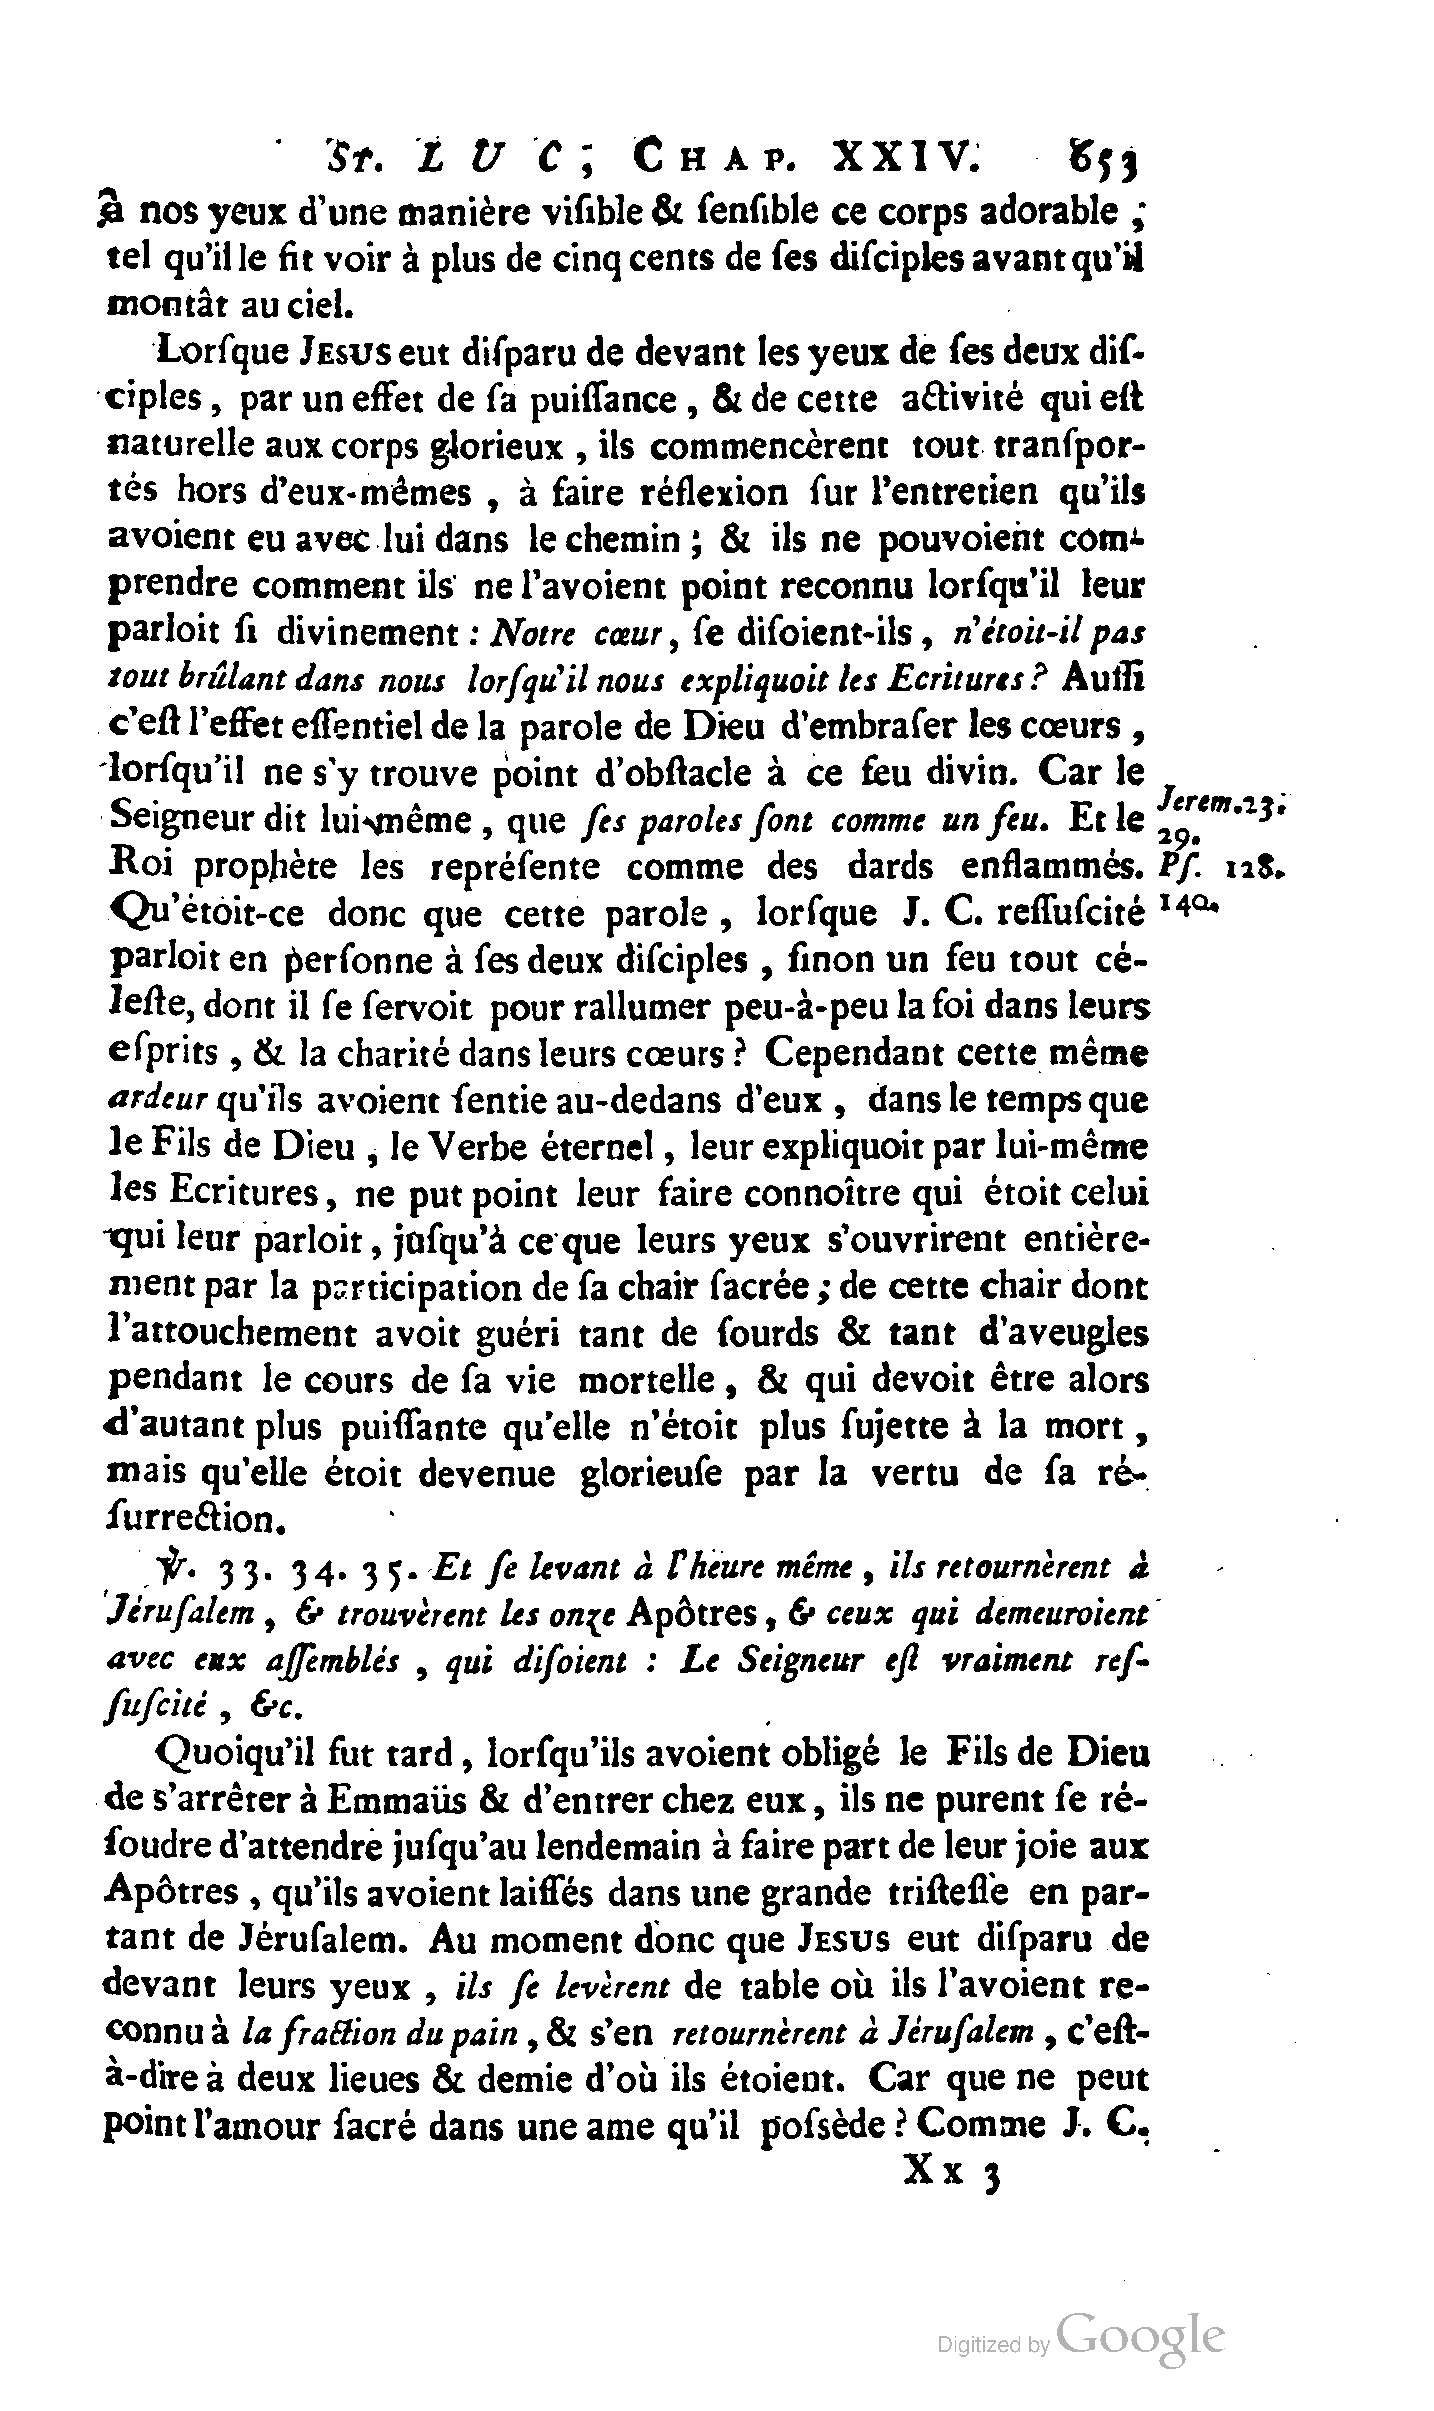 St. L U C, CHAP. XXIV. 653
à nos yeux d'une manière viſible & ſenſible ce corps adorable,
tel qu'il le fit voir à plus de cinq cents de ſes diſciples avant qu'il
montât au ciel.
Lorſque JESUS eut diſparu de devant les yeux de ſes deux diſ-
ciples, par un effet de ſa puiſſance, & de cette activité qui eſt
naturelle aux corps glorieux, ils commencèrent tout tranſpor-
tés hors d'eux-mêmes, à faire réflexion ſur l'entretien qu'ils
avoient eu avec lui dans le chemin; & ils ne pouvoient com-
prendre comment ils ne l'avoient point reconnu lorſqu'il leur
parloit ſi divinement : Notre cœur, ſe diſoient-ils, n'étoit-il pas
tout brûlant dans nous lorſqu'il nous expliquoit les Ecritures? Auſſi
c'eſt l'effet eſſentiel de la parole de Dieu d'embraſer les cœurs,
lorſqu'il ne s'y trouve point d'obſtacle à ce feu divin. Car le
Seigneur dit lui-même, que ſes paroles ſont comme un feu. Et le
Jerem. 23.
29.
Roi prophète les repréſente comme des dards enflammés.
Pſ. 128.
Qu'étoit-ce donc que cette parole, lorſque J. C. reſſuſcité
140.
parloit en perſonne à ſes deux diſciples, ſinon un feu tout cé-
leſte, dont il ſe ſervoit pour rallumer peu-à-peu la foi dans leurs
eſprits, & la charité dans leurs cœurs? Cependant cette même
ardeur qu'ils avoient ſentie au-dedans d'eux, dans le temps que
le Fils de Dieu, le Verbe éternel, leur expliquoit par lui-même
les Ecritures, ne put point leur faire connoître qui étoit celui
qui leur parloit, juſqu'à ce que leurs yeux s'ouvrirent entière-
ment par la participation de ſa chair ſacrée; de cette chair dont
l'attouchement avoit guéri tant de ſourds & tant d'aveugles
pendant le cours de ſa vie mortelle, & qui devoit être alors
d'autant plus puiſſante qu'elle n'étoit plus ſujette à la mort,
mais qu'elle étoit devenue glorieuſe par la vertu de ſa ré-
ſurrection.
℣. 33. 34. 35. Et ſe levant à l'heure même, ils retournèrent à
Jéruſalem, & trouvèrent les onze Apôtres, & ceux qui demeuroient
avec eux aſſemblés, qui diſoient : Le Seigneur eſt vraiment reſ-
ſuſcité, &c.
Quoiqu'il fut tard, lorſqu'ils avoient obligé le Fils de Dieu
de s'arrêter à Emmaüs & d'entrer chez eux, ils ne purent ſe ré-
ſoudre d'attendre juſqu'au lendemain à faire part de leur joie aux
Apôtres, qu'ils avoient laiſſés dans une grande triſteſſe en par-
tant de Jéruſalem. Au moment donc que JESUS eut diſparu de
devant leurs yeux, ils ſe levèrent de table où ils l'avoient re-
connu à la fraction du pain, & s'en retournèrent à Jéruſalem, c'eſt-
à-dire à deux lieues & demie d'où ils étoient. Car que ne peut
point l'amour ſacré dans une ame qu'il poſsède? Comme J. C.
Xx 3
Digitized by Google